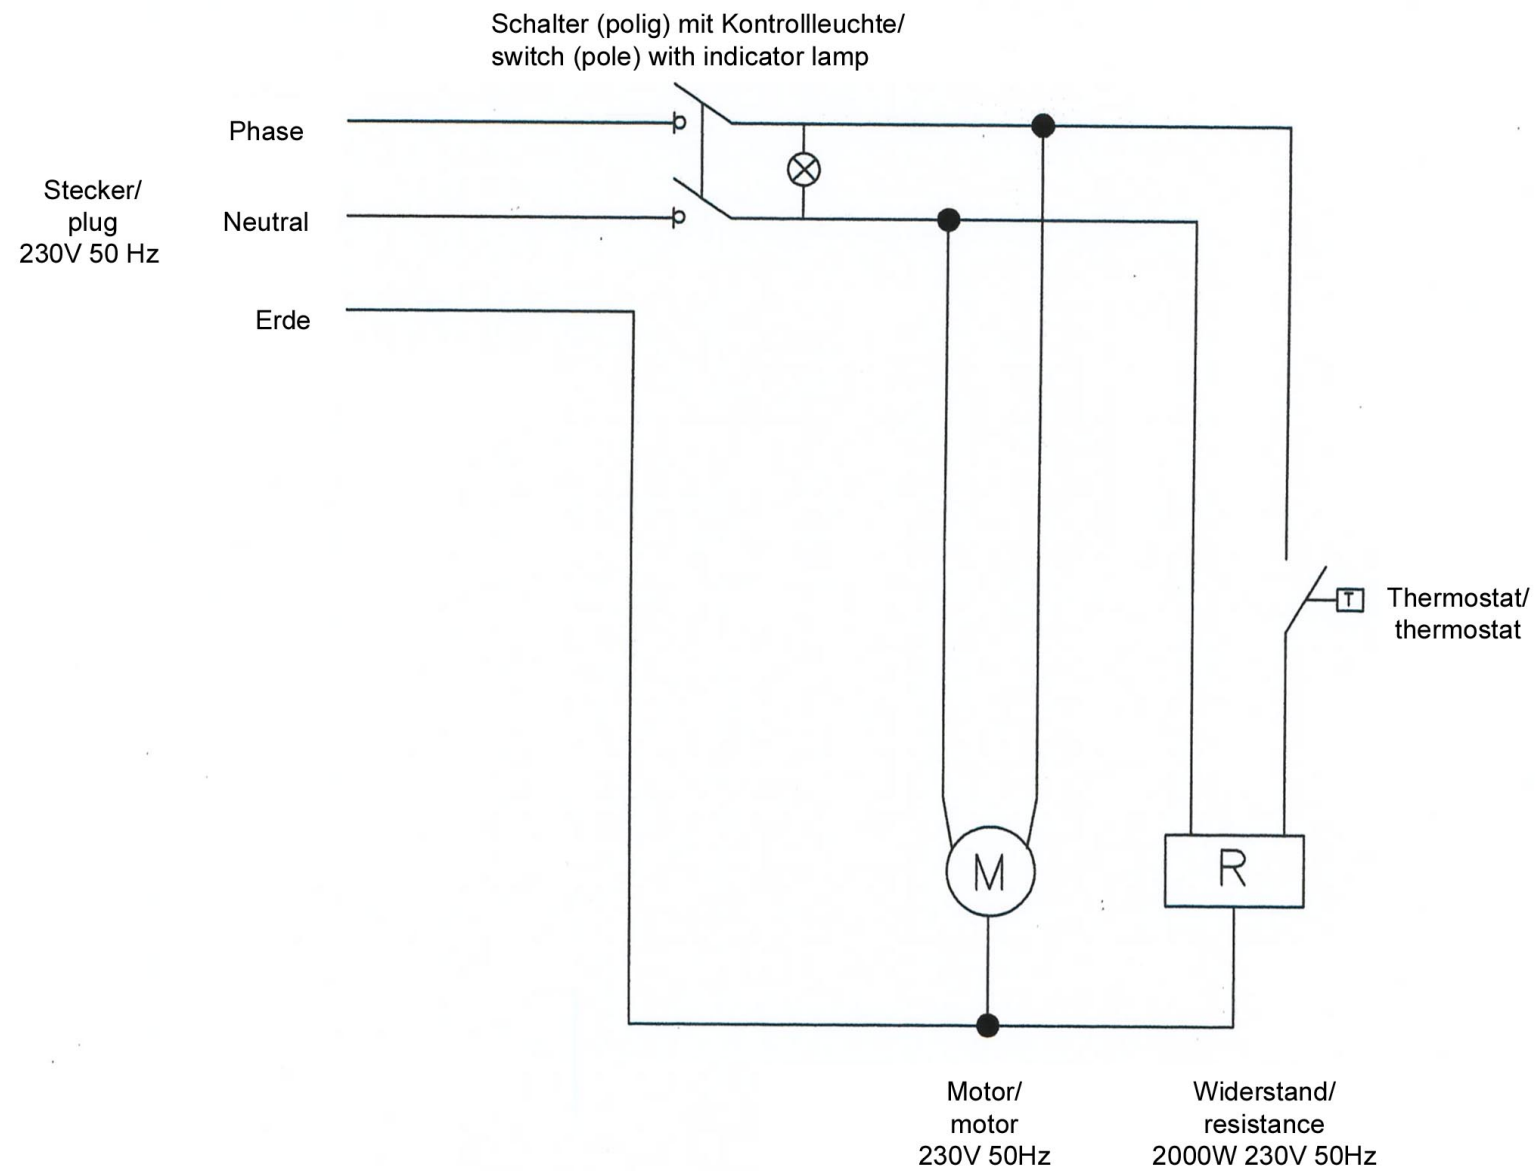 Schalter (polig) mit Kontrollleuchte/
switch (pole) with indicator lamp
Phase
Stecker/
plug
230V 50 Hz
Neutral
Erde
T
Thermostat/
thermostat
M
R
Motor/
motor
230V 50Hz
Widerstand/
resistance
2000W 230V 50Hz